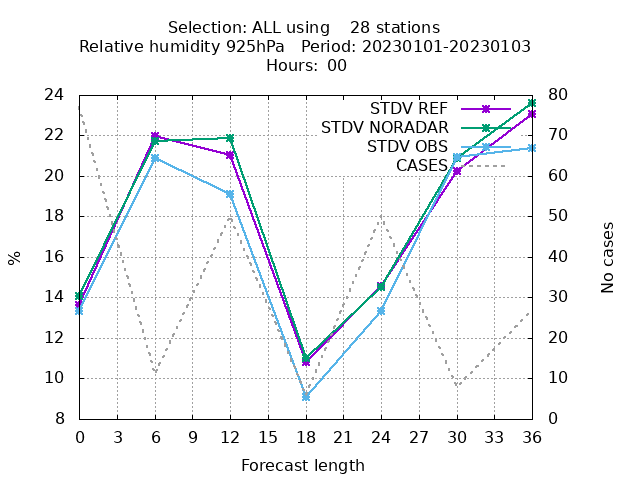 Selection: ALL using    28 stations
Relative humidity 925hPa   Period: 20230101-20230103
Hours: 00
24 80
STDV REF
STDV NORADAR
22 70
STDV OBS
CASES
20 60
18 50
16 40
%
No cases
14 30
12 20
10 10
8 0
0 3 6 9 12 15 18 21 24 27 30 33 36
Forecast length